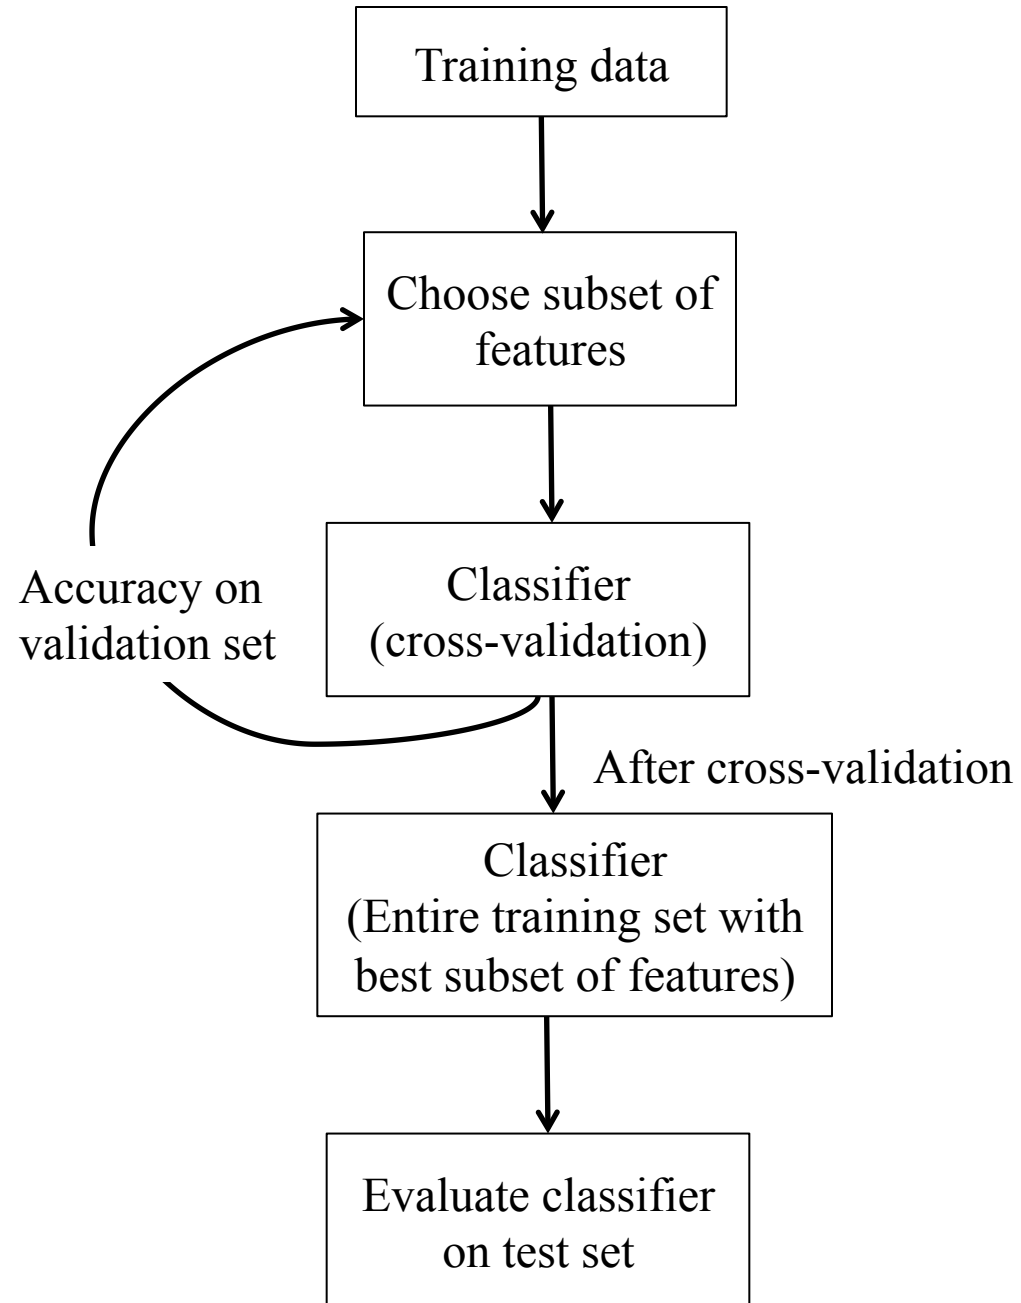 Training data
Choose subset of
features
Classifier
(cross-validation)
Accuracy on
validation set
After cross-validation
Classifier
(Entire training set with
best subset of features)
Evaluate classifier
on test set